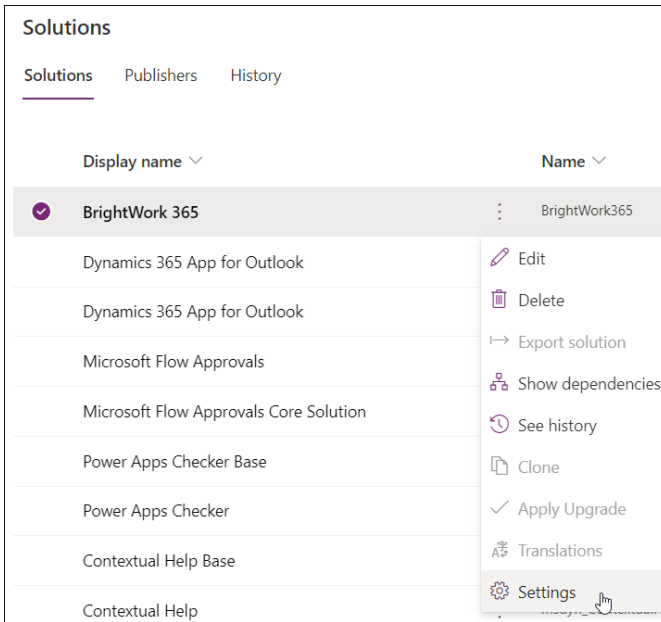 Solutions
Solutions Publishers History
Display name Name
BrightWork 365 BrightWork365
Dynamics 365 App for Outlook
Edit
Dynamics 365 App for Outlook
Delete
Export solution
Microsoft Flow Approvals
Show dependencies
Microsoft Flow Approvals Core Solution
See history
Power Apps Checker Base
Clone
Power Apps Checker
Apply Upgrade
Contextual Help Base
Translations
Settings
Contextual Help